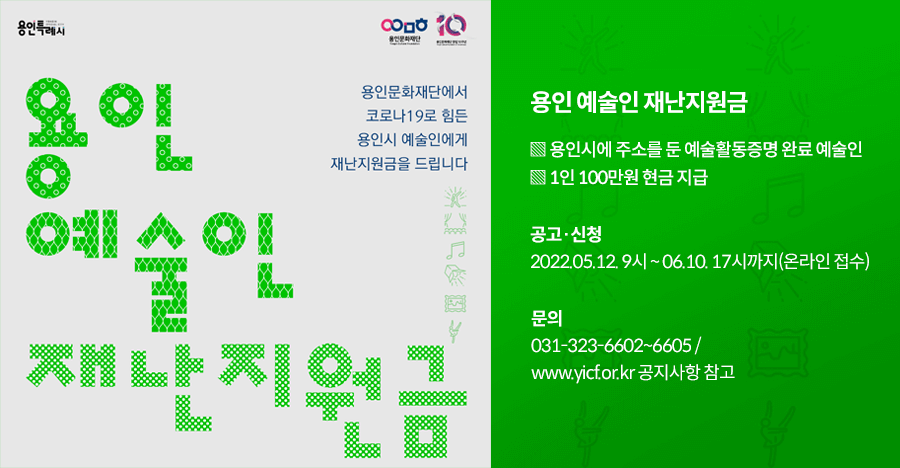 용인특례시
용인문화재단
10
용인문화재단에서
코로나19로 힘든
용인시 예술인에게
재난지원금을 드립니다
용인
예술인
재난지원금
용인 예술인 재난지원금
▧ 용인시에 주소를 둔 예술활동증명 완료 예술인
▧ 1인 100만원 현금 지급
공고·신청
2022.05.12. 9시 ~ 06.10. 17시까지(온라인 접수)
문의
031-323-6602~6605 /
www.yicf.or.kr 공지사항 참고